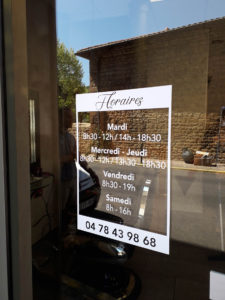 Horaires
Mardi
8h30 - 12h / 14h - 18h30
Mercredi - Jeudi
8h30 - 12h / 13h30 - 18h30
Vendredi
8h30 - 19h
Samedi
8h - 16h
04 78 43 98 68